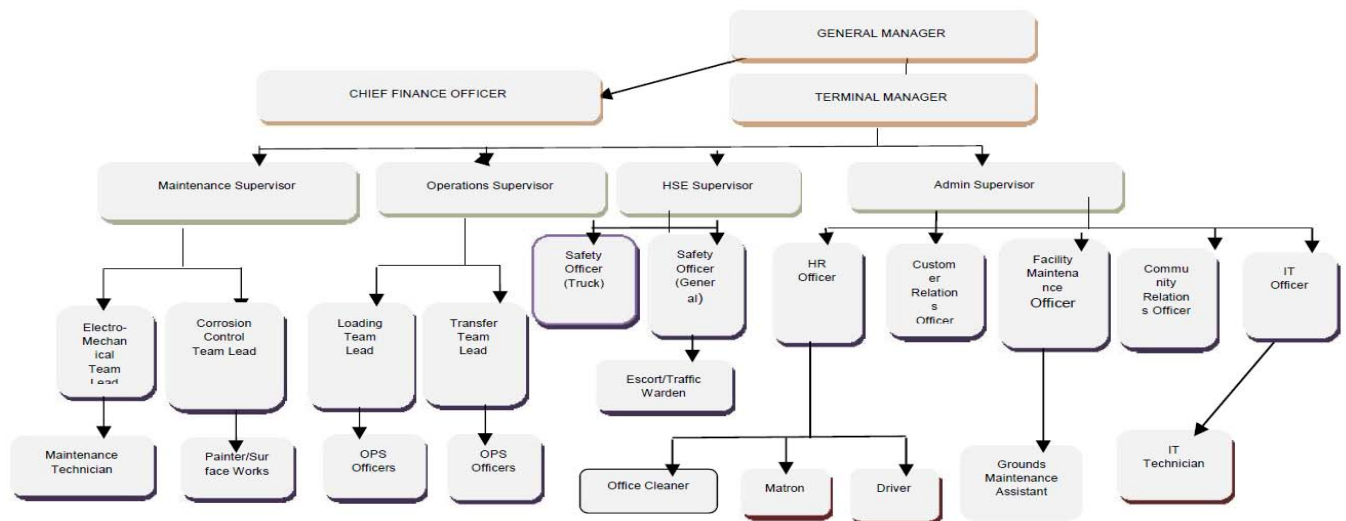 GENERAL MANAGER
CHIEF FINANCE OFFICER
TERMINAL MANAGER
Maintenance Supervisor
Operations Supervisor
HSE Supervisor
Admin Supervisor
Safety
Officer
(Truck)
Safety
Officer
(Gener
al)
HR
Officer
Custom
er
Relation
s
Officer
Facility
Maintena
nce
Officer
Commu
nity
Relation
s Officer
IT
Officer
Electro-
Mechan
ical
Team
Lead
Corrosion
Control
Team Lead
Loading
Team
Lead
Transfer
Team
Lead
Escort/Traffic
Warden
Maintenance
Technician
Painter/Sur
face Works
OPS
Officers
OPS
Officers
Office Cleaner
Matron
Driver
Grounds
Maintenance
Assistant
IT
Technician